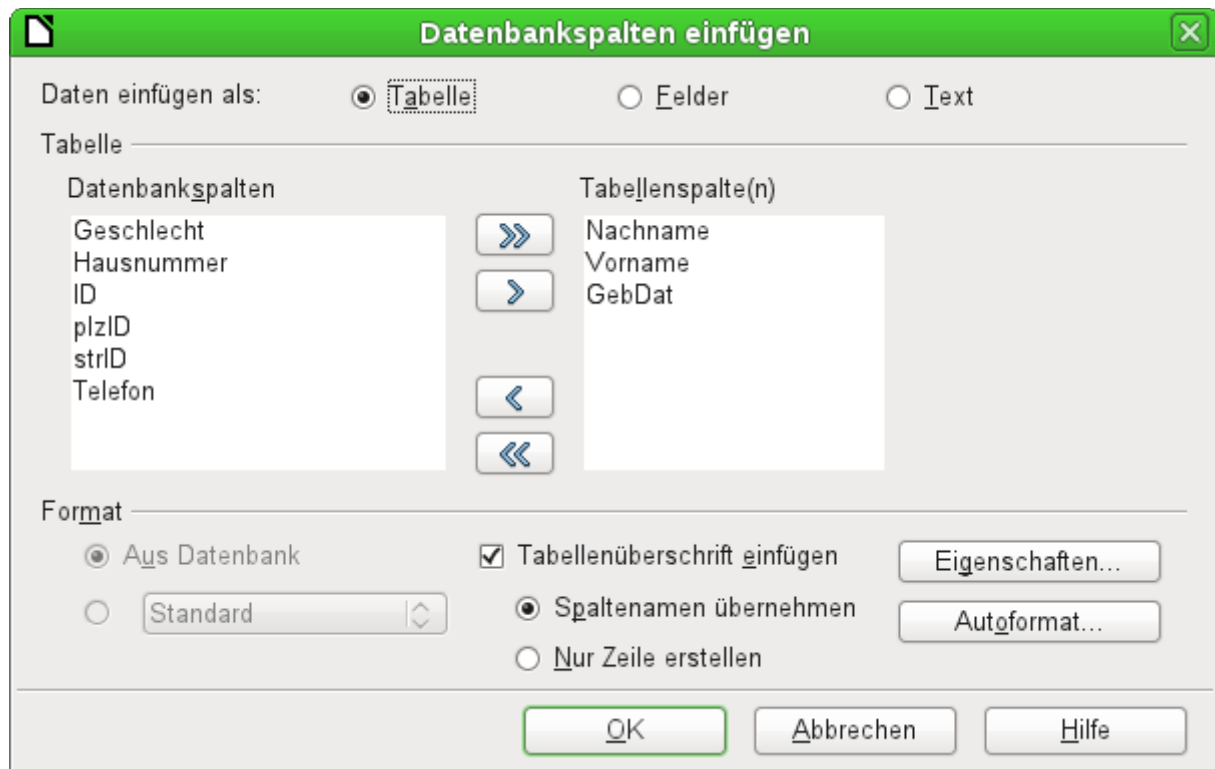 Datenbankspalten einfügen
Daten einfügen als: Tabelle Felder Text
Tabelle
Datenbankspalten
Geschlecht
Hausnummer
ID
plzID
strID
Telefon
Tabellenspalte(n)
Nachname
Vorname
GebDat
Format
Aus Datenbank
Standard
Tabellenüberschrift einfügen
Spaltenamen übernehmen
Nur Zeile erstellen
Eigenschaften...
Autoformat...
OK Abbrechen Hilfe